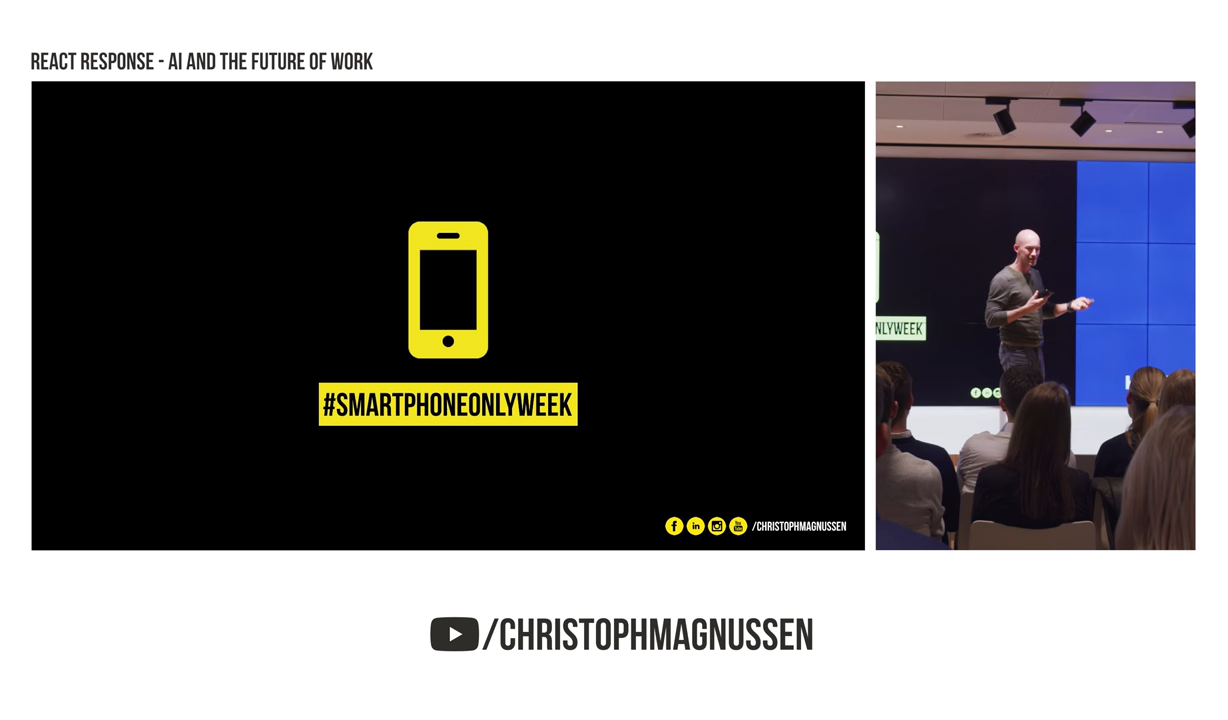 REACT RESPONSE - AI AND THE FUTURE OF WORK
#SMARTPHONEONLYWEEK
/CHRISTOPHMAGNUSSEN
NLYWEEK
/CHRISTOPHMAGNUSSEN